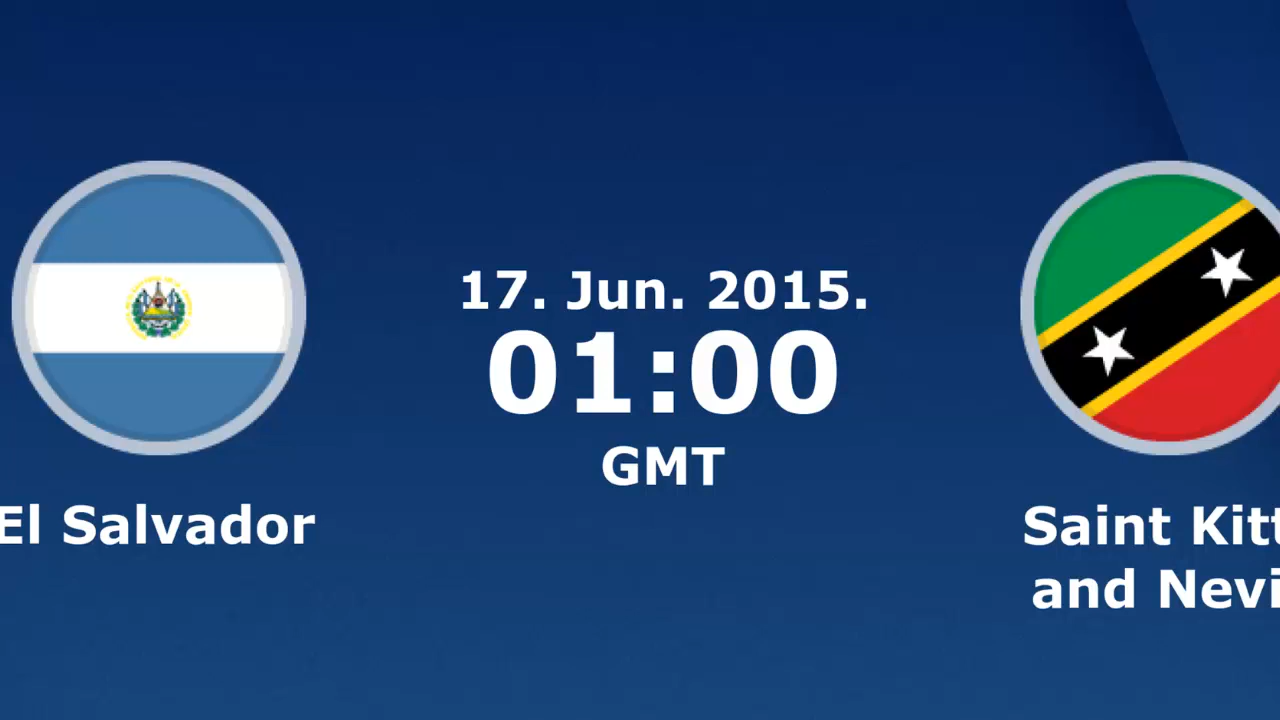 17. Jun. 2015.
01:00
GMT
El Salvador
Saint Kitt
and Nevi